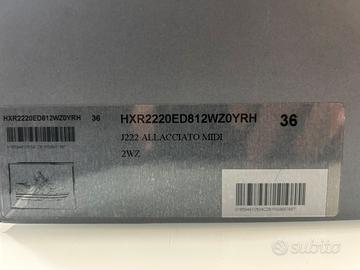 HXR2220ED812WZ0YRH 36
HXR2220ED812WZ0YRH 36
J222 ALLACCIATO MIDI
2WZ
subito